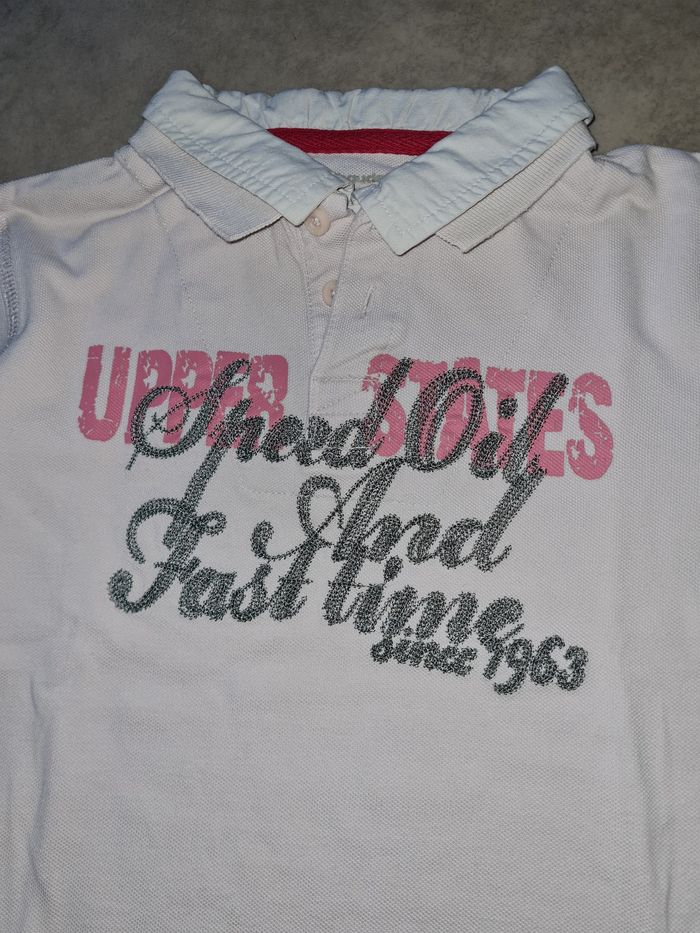 UPPER STATES
Speed Oil
And
Fast time
since 1963